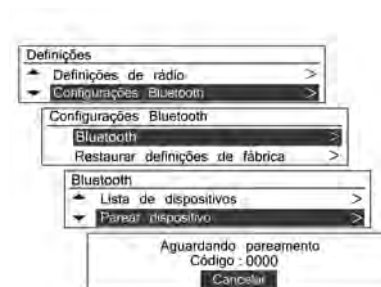 Definições
Definições de rádio >
Configurações Bluetooth >
Configurações Bluetooth
Bluetooth >
Restaurar definições de fábrica >
Bluetooth
Lista de dispositivos >
Parear dispositivo >
Aguardando pareamento
Código : 0000
Cancelar